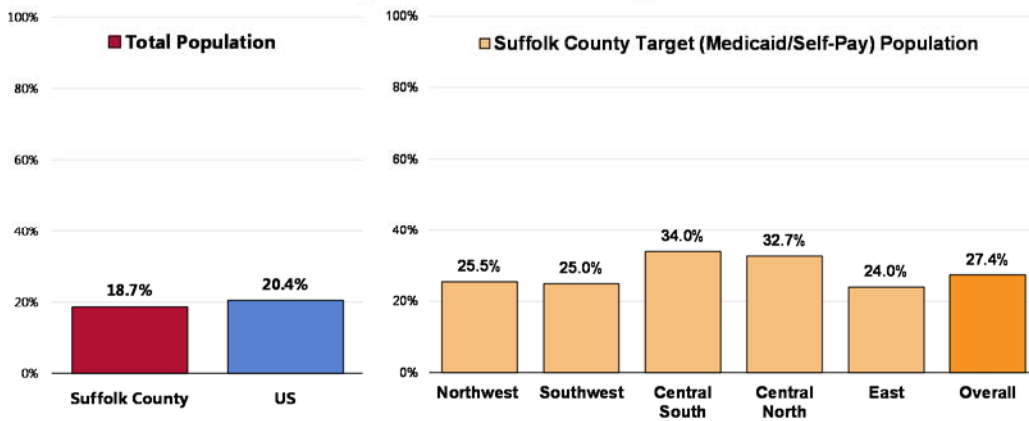 100%
Total Population
80%
60%
40%
20%
0%
18.7%
20.4%
Suffolk County
US
100%
Suffolk County Target (Medicaid/Self-Pay) Population
80%
60%
40%
20%
0%
25.5%
25.0%
34.0%
32.7%
24.0%
27.4%
Northwest
Southwest
Central
South
Central
North
East
Overall